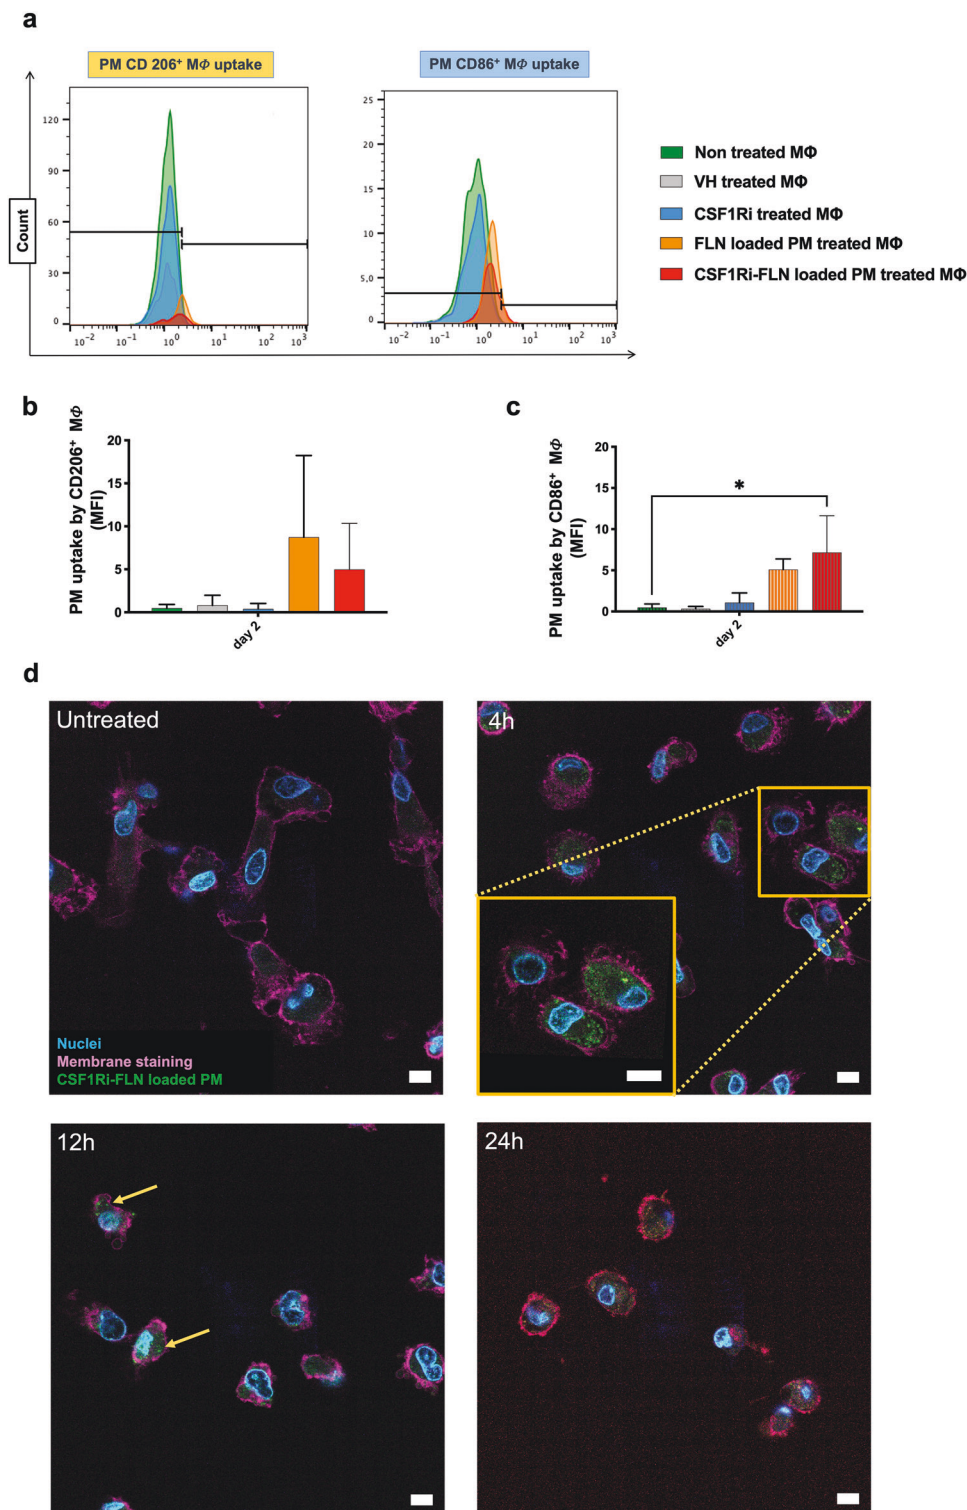 a
PM CD 206⁺ MΦ uptake
PM CD86⁺ MΦ uptake
Count
120
90
60
30
0
10⁻² 10⁻¹ 10⁰ 10¹ 10² 10³
25
20
15
10
5,0
0
10⁻² 10⁻¹ 10⁰ 10¹ 10² 10³
Non treated MΦ
VH treated MΦ
CSF1Ri treated MΦ
FLN loaded PM treated MΦ
CSF1Ri-FLN loaded PM treated MΦ
b
PM uptake by CD206⁺ MΦ
(MFI)
20
15
10
5
0
day 2
c
PM uptake by CD86⁺ MΦ
(MFI)
20
15
10
5
0
*
day 2
d
Untreated
Nuclei
Membrane staining
CSF1Ri-FLN loaded PM
4h
12h
24h